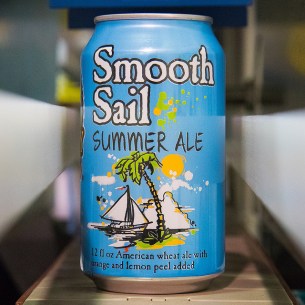 Smooth
Sail
SUMMER ALE
12 fl oz American wheat ale with
orange and lemon peel added